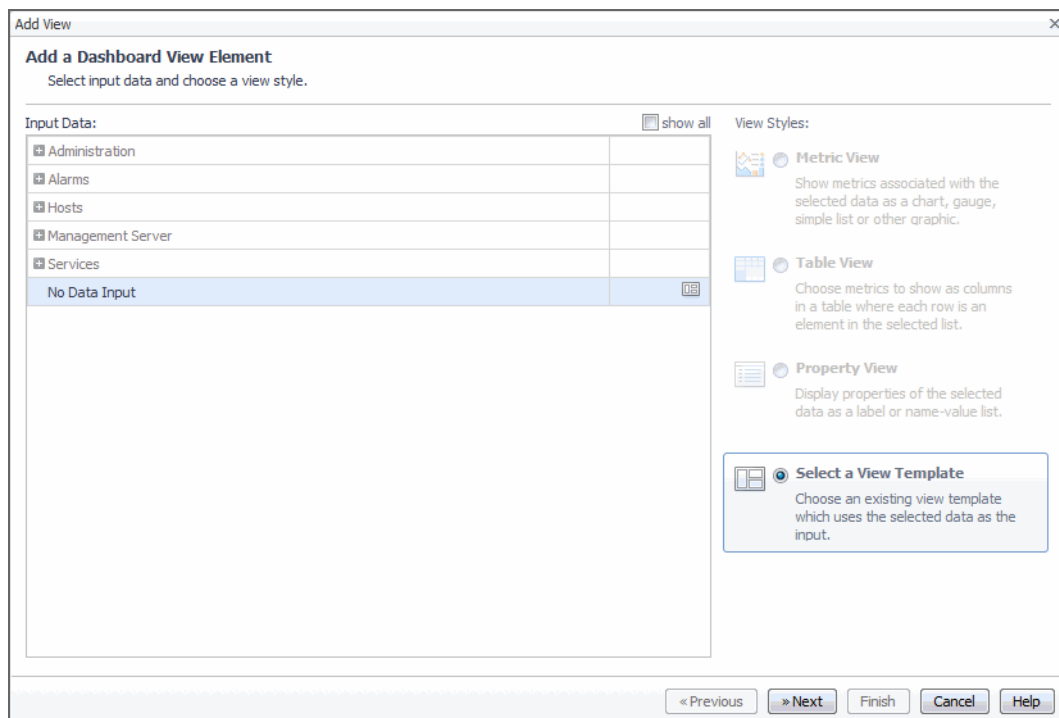 Add View
Add a Dashboard View Element
Select input data and choose a view style.
Input Data:
show all
Administration
Alarms
Hosts
Management Server
Services
No Data Input
View Styles:
Metric View
Show metrics associated with the
selected data as a chart, gauge,
simple list or other graphic.
Table View
Choose metrics to show as columns
in a table where each row is an
element in the selected list.
Property View
Display properties of the selected
data as a label or name-value list.
Select a View Template
Choose an existing view template
which uses the selected data as the
input.
« Previous
» Next
Finish
Cancel
Help